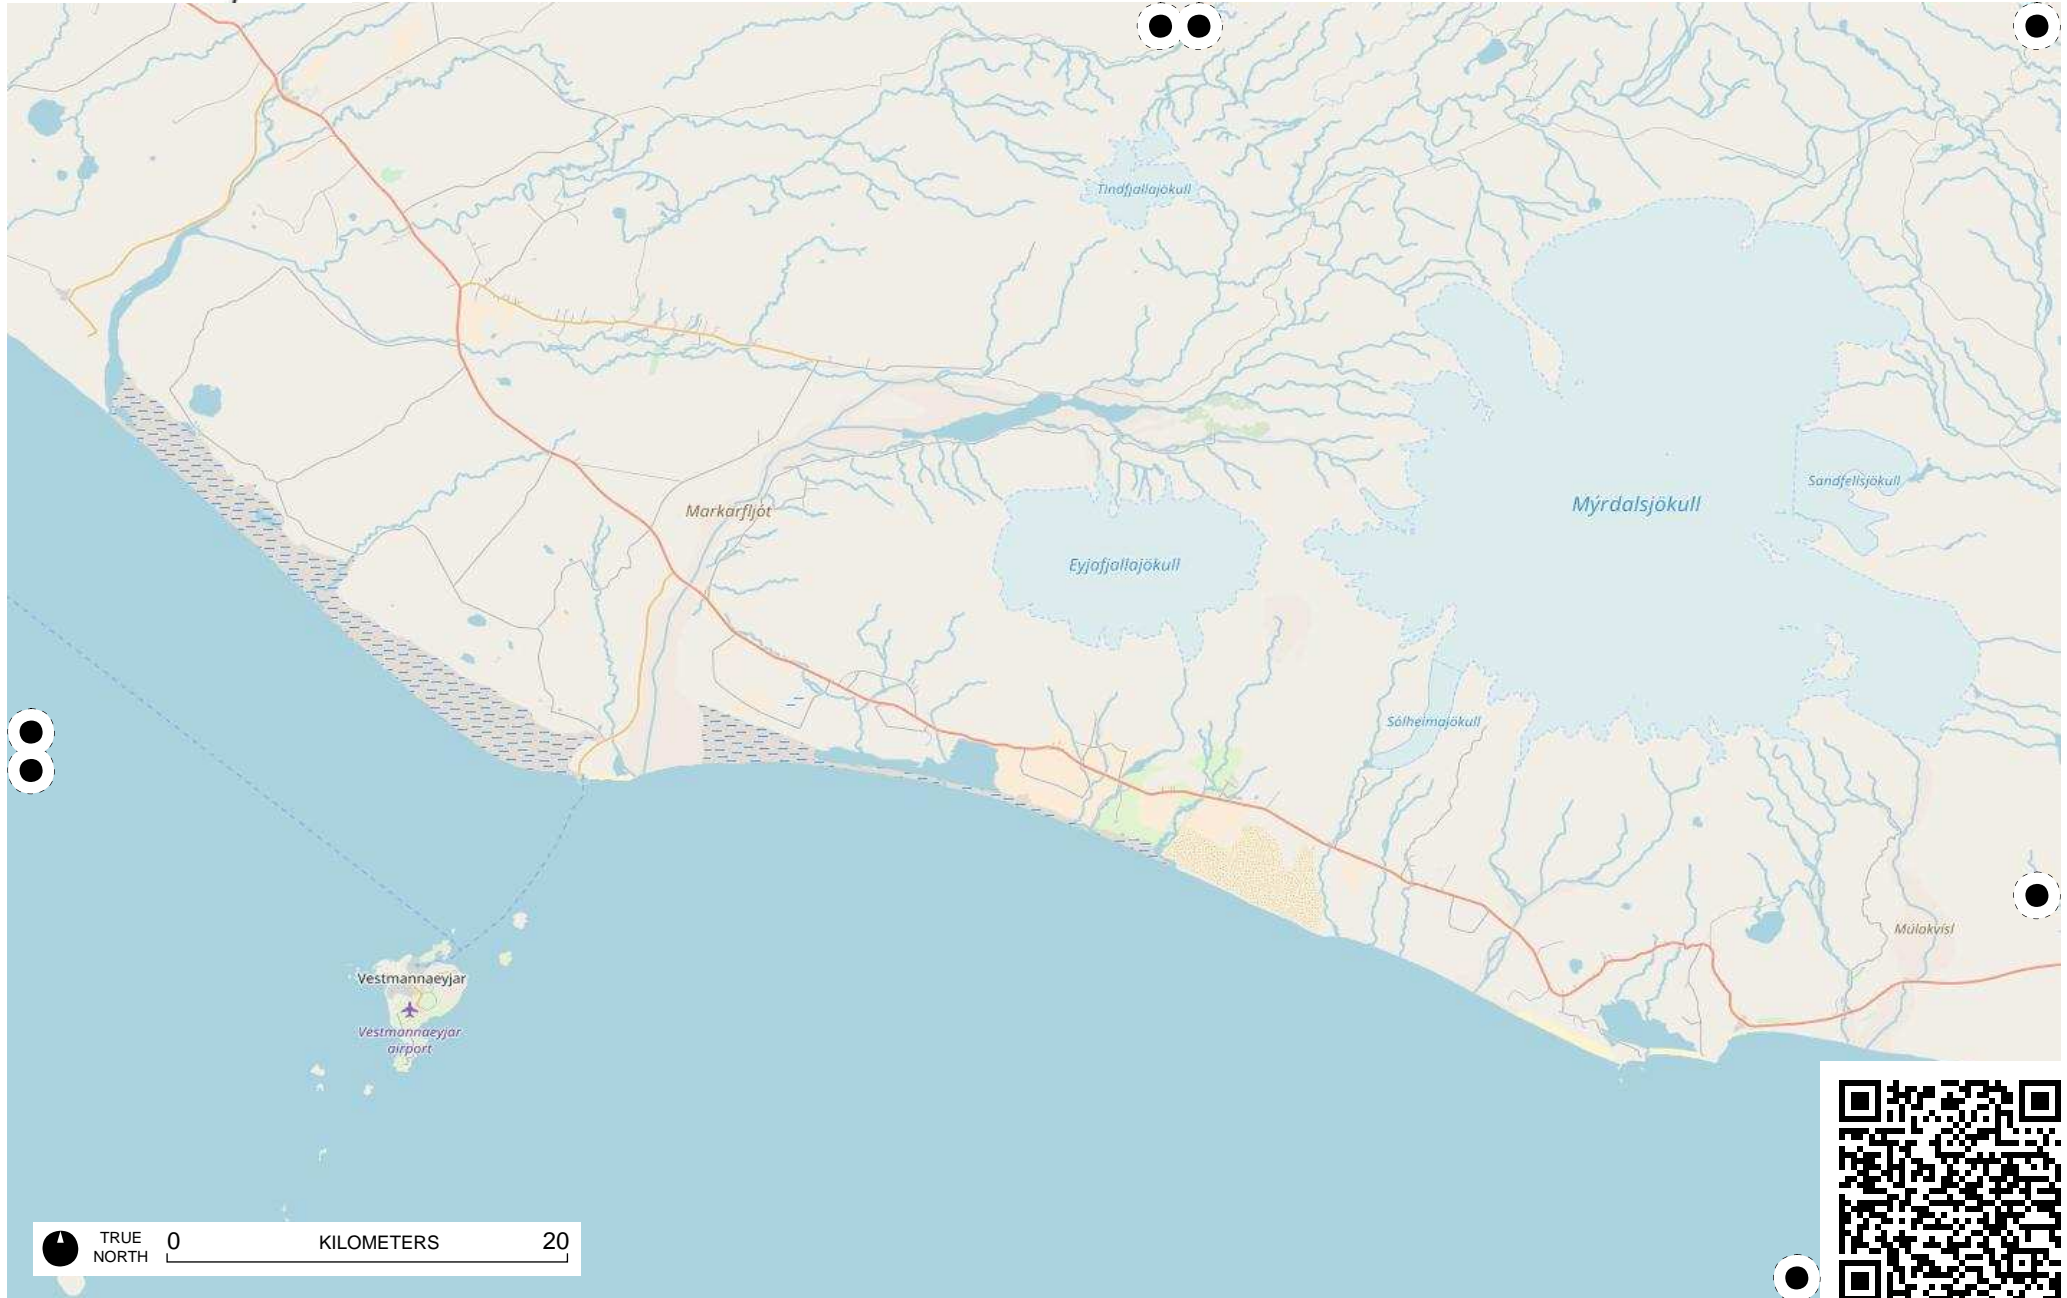 Tindfjallajökull
Sandfellsjökull
Mýrdalsjökull
Markarfljót
Eyjafjallajökull
Sólheimajökull
Múlakvísl
Vestmannaeyjar
Vestmannaeyjar
airport
TRUE
NORTH
0 KILOMETERS 20